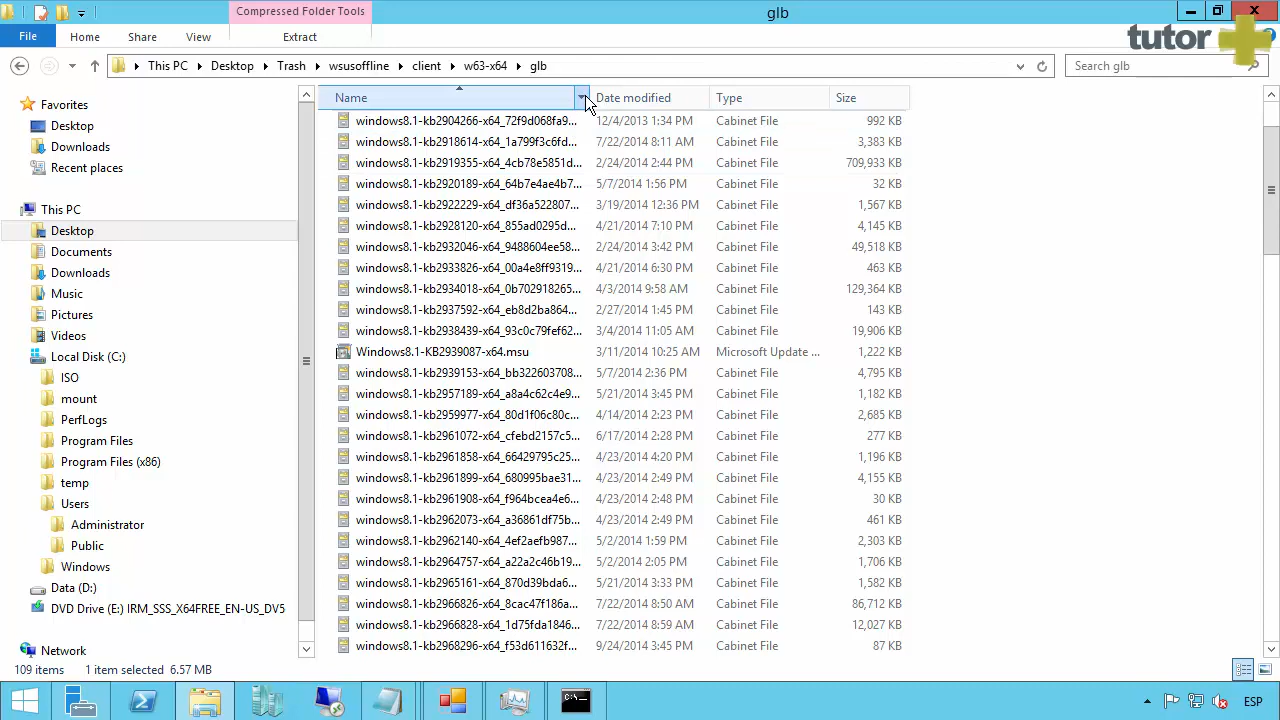 Compressed Folder Tools
glb
File Home Share View Extract
tutor
This PC Desktop Trash wsusoffline client w63-x64 glb
Search glb
Name Date modified Type Size
Favorites
Desktop
Downloads
Recent places
This PC
Desktop
Documents
Downloads
Music
Pictures
Videos
Local Disk (C:)
ISO
mount
PerfLogs
Program Files
Program Files (x86)
temp
Users
Administrator
Public
Windows
Data (D:)
DVD Drive (E:) IRM_SSS_X64FREE_EN-US_DV5
Network
windows8.1-kb2904266-x64_72f9d068fa9... 12/4/2013 1:34 PM Cabinet File 992 KB
windows8.1-kb2918614-x64_1a799f3c6fd... 7/22/2014 8:11 AM Cabinet File 3,383 KB
windows8.1-kb2919355-x64_4cb78e5851d... 2/24/2014 2:44 PM Cabinet File 709,933 KB
windows8.1-kb2920189-x64_64b7e4ae4b7... 5/7/2014 1:56 PM Cabinet File 32 KB
windows8.1-kb2922229-x64_df36a522807... 3/19/2014 12:36 PM Cabinet File 1,567 KB
windows8.1-kb2928120-x64_855ad0295d... 4/21/2014 7:10 PM Cabinet File 4,145 KB
windows8.1-kb2932046-x64_9488604ee58... 2/24/2014 3:42 PM Cabinet File 49,518 KB
windows8.1-kb2933826-x64_00a4e8ff9319... 4/21/2014 6:30 PM Cabinet File 463 KB
windows8.1-kb2934018-x64_0b702918265... 4/3/2014 9:58 AM Cabinet File 129,364 KB
windows8.1-kb2937592-x64_eb8d2ba864... 2/27/2014 1:45 PM Cabinet File 143 KB
windows8.1-kb2938439-x64_93c0c79fef62... 3/4/2014 11:05 AM Cabinet File 19,906 KB
Windows8.1-KB2939087-x64.msu 3/11/2014 10:25 AM Microsoft Update ... 1,222 KB
windows8.1-kb2939153-x64_bb322603708... 5/7/2014 2:36 PM Cabinet File 4,795 KB
windows8.1-kb2957189-x64_a8a4c62c4e9... 5/21/2014 3:45 PM Cabinet File 1,182 KB
windows8.1-kb2959977-x64_80d1f06c80c... 4/14/2014 2:23 PM Cabinet File 2,685 KB
windows8.1-kb2961072-x64_cfebd2157c5... 6/17/2014 2:28 PM Cabinet File 277 KB
windows8.1-kb2961858-x64_66429795c25... 4/23/2014 4:20 PM Cabinet File 1,196 KB
windows8.1-kb2961899-x64_680995bae31... 4/23/2014 2:49 PM Cabinet File 4,155 KB
windows8.1-kb2961908-x64_f964bcea4e6... 4/23/2014 2:48 PM Cabinet File 30 KB
windows8.1-kb2962073-x64_a36861df75b... 4/23/2014 2:49 PM Cabinet File 461 KB
windows8.1-kb2962140-x64_4ef2aefb987... 5/2/2014 1:59 PM Cabinet File 2,303 KB
windows8.1-kb2964757-x64_a22a2c46b19... 5/2/2014 2:05 PM Cabinet File 1,706 KB
windows8.1-kb2965161-x64_870d39bda6... 5/21/2014 3:33 PM Cabinet File 1,582 KB
windows8.1-kb2966826-x64_8cac47f186a... 7/22/2014 8:50 AM Cabinet File 86,712 KB
windows8.1-kb2966828-x64_1d75fda1846... 7/22/2014 8:59 AM Cabinet File 12,027 KB
windows8.1-kb2968296-x64_f53d611632f... 9/24/2014 3:45 PM Cabinet File 87 KB
109 items 1 item selected 6.57 MB
ESP